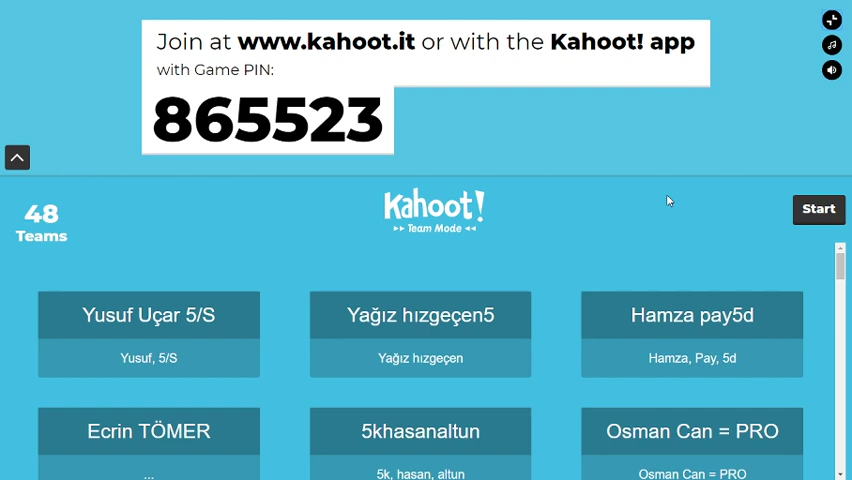 Join at www.kahoot.it or with the Kahoot! app
with Game PIN:
865523
48
Teams
Kahoot!
Team Mode
Start
Yusuf Uçar 5/S
Yusuf, 5/S
Yağız hızgeçen5
Yağız hızgeçen
Hamza pay5d
Hamza, Pay, 5d
Ecrin TÖMER
...
5khasanaltun
5k, hasan, altun
Osman Can = PRO
Osman Can = PRO